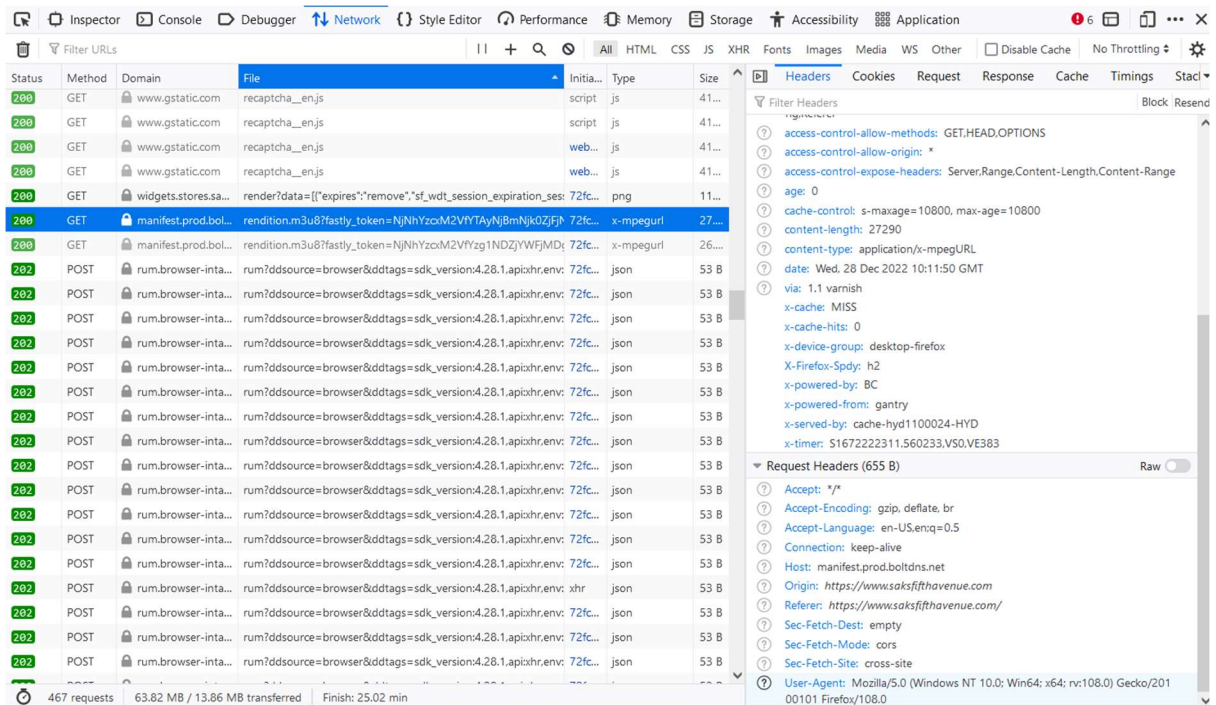 Inspector Console Debugger Network Style Editor Performance Memory Storage Accessibility Application 6
Filter URLs All HTML CSS JS XHR Fonts Images Media WS Other Disable Cache No Throttling
Status Method Domain File Initia... Type Size
200 GET www.gstatic.com recaptcha__en.js script js 41...
200 GET www.gstatic.com recaptcha__en.js script js 41...
200 GET www.gstatic.com recaptcha__en.js web... js 41...
200 GET www.gstatic.com recaptcha__en.js web... js 41...
200 GET widgets.stores.sa... render?data=[{"expires":"remove","sf_wdt_session_expiration_ses: 72fc... png 11...
200 GET manifest.prod.bol... 72fc... x-mpegurl 27....
200 GET manifest.prod.bol... 72fc... x-mpegurl 26....
202 POST rum.browser-inta... rum?ddsource=browser&ddtags=sdk_version:4.28.1,api:xhr,env: 72fc... json 53 B
202 POST rum.browser-inta... rum?ddsource=browser&ddtags=sdk_version:4.28.1,api:xhr,env: 72fc... json 53 B
202 POST rum.browser-inta... rum?ddsource=browser&ddtags=sdk_version:4.28.1,api:xhr,env: 72fc... json 53 B
202 POST rum.browser-inta... rum?ddsource=browser&ddtags=sdk_version:4.28.1,api:xhr,env: 72fc... json 53 B
202 POST rum.browser-inta... rum?ddsource=browser&ddtags=sdk_version:4.28.1,api:xhr,env: 72fc... json 53 B
202 POST rum.browser-inta... rum?ddsource=browser&ddtags=sdk_version:4.28.1,api:xhr,env: 72fc... json 53 B
202 POST rum.browser-inta... rum?ddsource=browser&ddtags=sdk_version:4.28.1,api:xhr,env: 72fc... json 53 B
202 POST rum.browser-inta... rum?ddsource=browser&ddtags=sdk_version:4.28.1,api:xhr,env: 72fc... json 53 B
202 POST rum.browser-inta... rum?ddsource=browser&ddtags=sdk_version:4.28.1,api:xhr,env: 72fc... json 53 B
202 POST rum.browser-inta... rum?ddsource=browser&ddtags=sdk_version:4.28.1,api:xhr,env: 72fc... json 53 B
202 POST rum.browser-inta... rum?ddsource=browser&ddtags=sdk_version:4.28.1,api:xhr,env: 72fc... json 53 B
202 POST rum.browser-inta... rum?ddsource=browser&ddtags=sdk_version:4.28.1,api:xhr,env: 72fc... json 53 B
202 POST rum.browser-inta... rum?ddsource=browser&ddtags=sdk_version:4.28.1,api:xhr,env: 72fc... json 53 B
202 POST rum.browser-inta... rum?ddsource=browser&ddtags=sdk_version:4.28.1,api:xhr,env: xhr json 53 B
202 POST rum.browser-inta... rum?ddsource=browser&ddtags=sdk_version:4.28.1,api:xhr,env: 72fc... json 53 B
202 POST rum.browser-inta... rum?ddsource=browser&ddtags=sdk_version:4.28.1,api:xhr,env: 72fc... json 53 B
202 POST rum.browser-inta... rum?ddsource=browser&ddtags=sdk_version:4.28.1,api:xhr,env: 72fc... json 53 B
467 requests 63.82 MB / 13.86 MB transferred Finish: 25.02 min
Headers Cookies Request Response Cache Timings Stacl
Filter Headers Block Resend
access-control-allow-methods: GET,HEAD,OPTIONS
access-control-allow-origin: *
access-control-expose-headers: Server,Range,Content-Length,Content-Range
age: 0
cache-control: s-maxage=10800, max-age=10800
content-length: 27290
content-type: application/x-mpegURL
date: Wed, 28 Dec 2022 10:11:50 GMT
via: 1.1 varnish
x-cache: MISS
x-cache-hits: 0
x-device-group: desktop-firefox
X-Firefox-Spdy: h2
x-powered-by: BC
x-powered-from: gantry
x-served-by: cache-hyd1100024-HYD
x-timer: S1672222311.560233,VS0,VE383
Request Headers (655 B) Raw
Accept: */*
Accept-Encoding: gzip, deflate, br
Accept-Language: en-US,en;q=0.5
Connection: keep-alive
Host: manifest.prod.boltdns.net
Origin: https://www.saksfifthavenue.com
Referer: https://www.saksfifthavenue.com/
Sec-Fetch-Dest: empty
Sec-Fetch-Mode: cors
Sec-Fetch-Site: cross-site
User-Agent: Mozilla/5.0 (Windows NT 10.0; Win64; x64; rv:108.0) Gecko/201
00101 Firefox/108.0